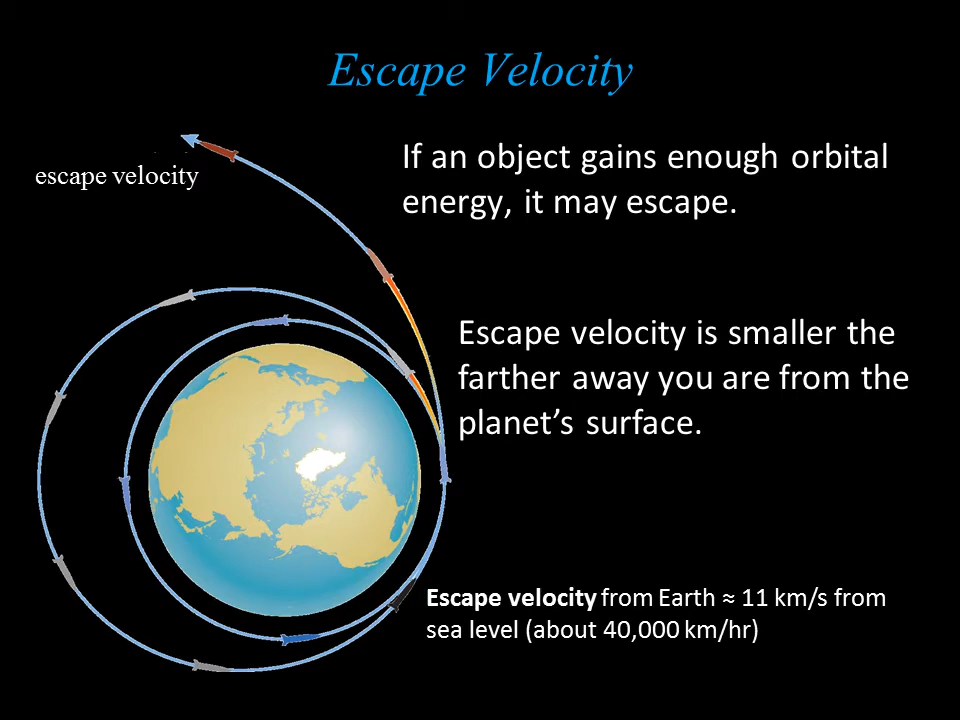 Escape Velocity
escape velocity
If an object gains enough orbital
energy, it may escape.
Escape velocity is smaller the
farther away you are from the
planet’s surface.
Escape velocity from Earth ≈ 11 km/s from
sea level (about 40,000 km/hr)